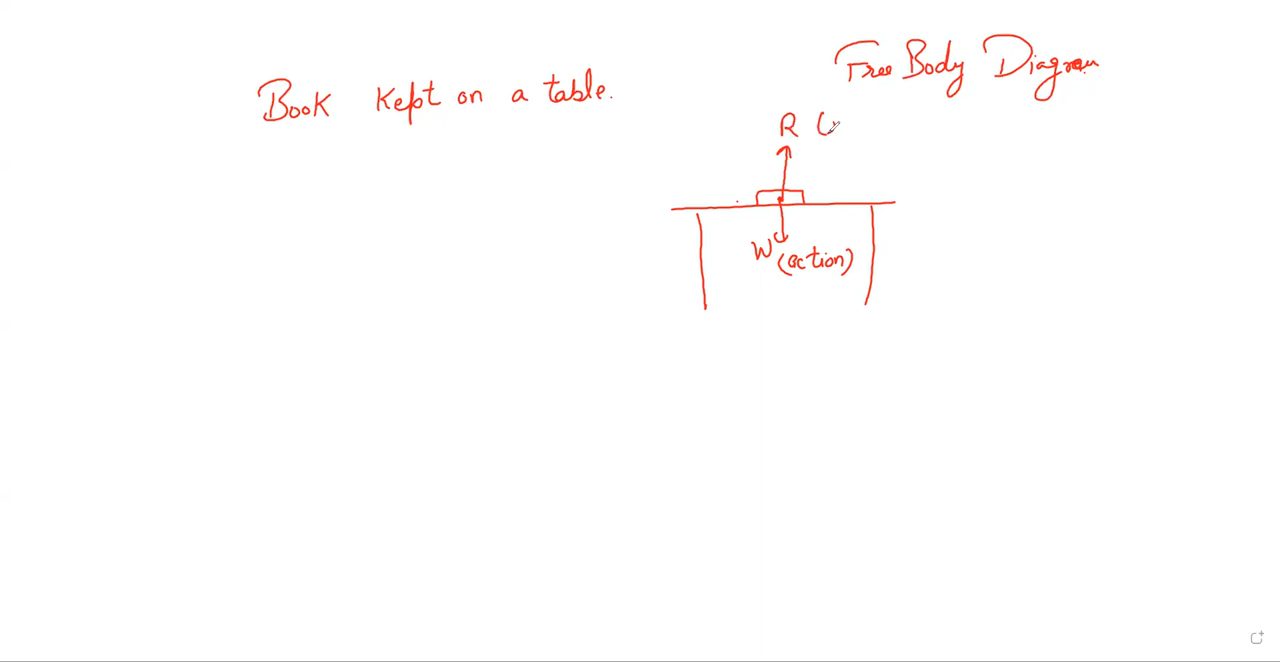 Free Body Diagram
Book kept on a table.
R (
W
(action)